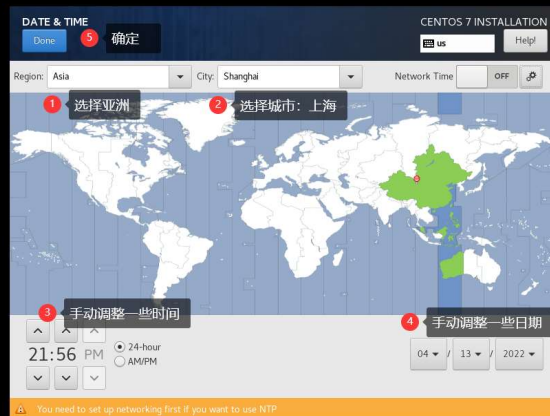 DATE & TIME
CENTOS 7 INSTALLATION
Done
5 确定
us
Help!
Region: Asia
City: Shanghai
Network Time OFF
1 选择亚洲
2 选择城市：上海
3 手动调整一些时间
4 手动调整一些日期
21:56 PM
24-hour
AM/PM
04 / 13 / 2022
You need to set up networking first if you want to use NTP